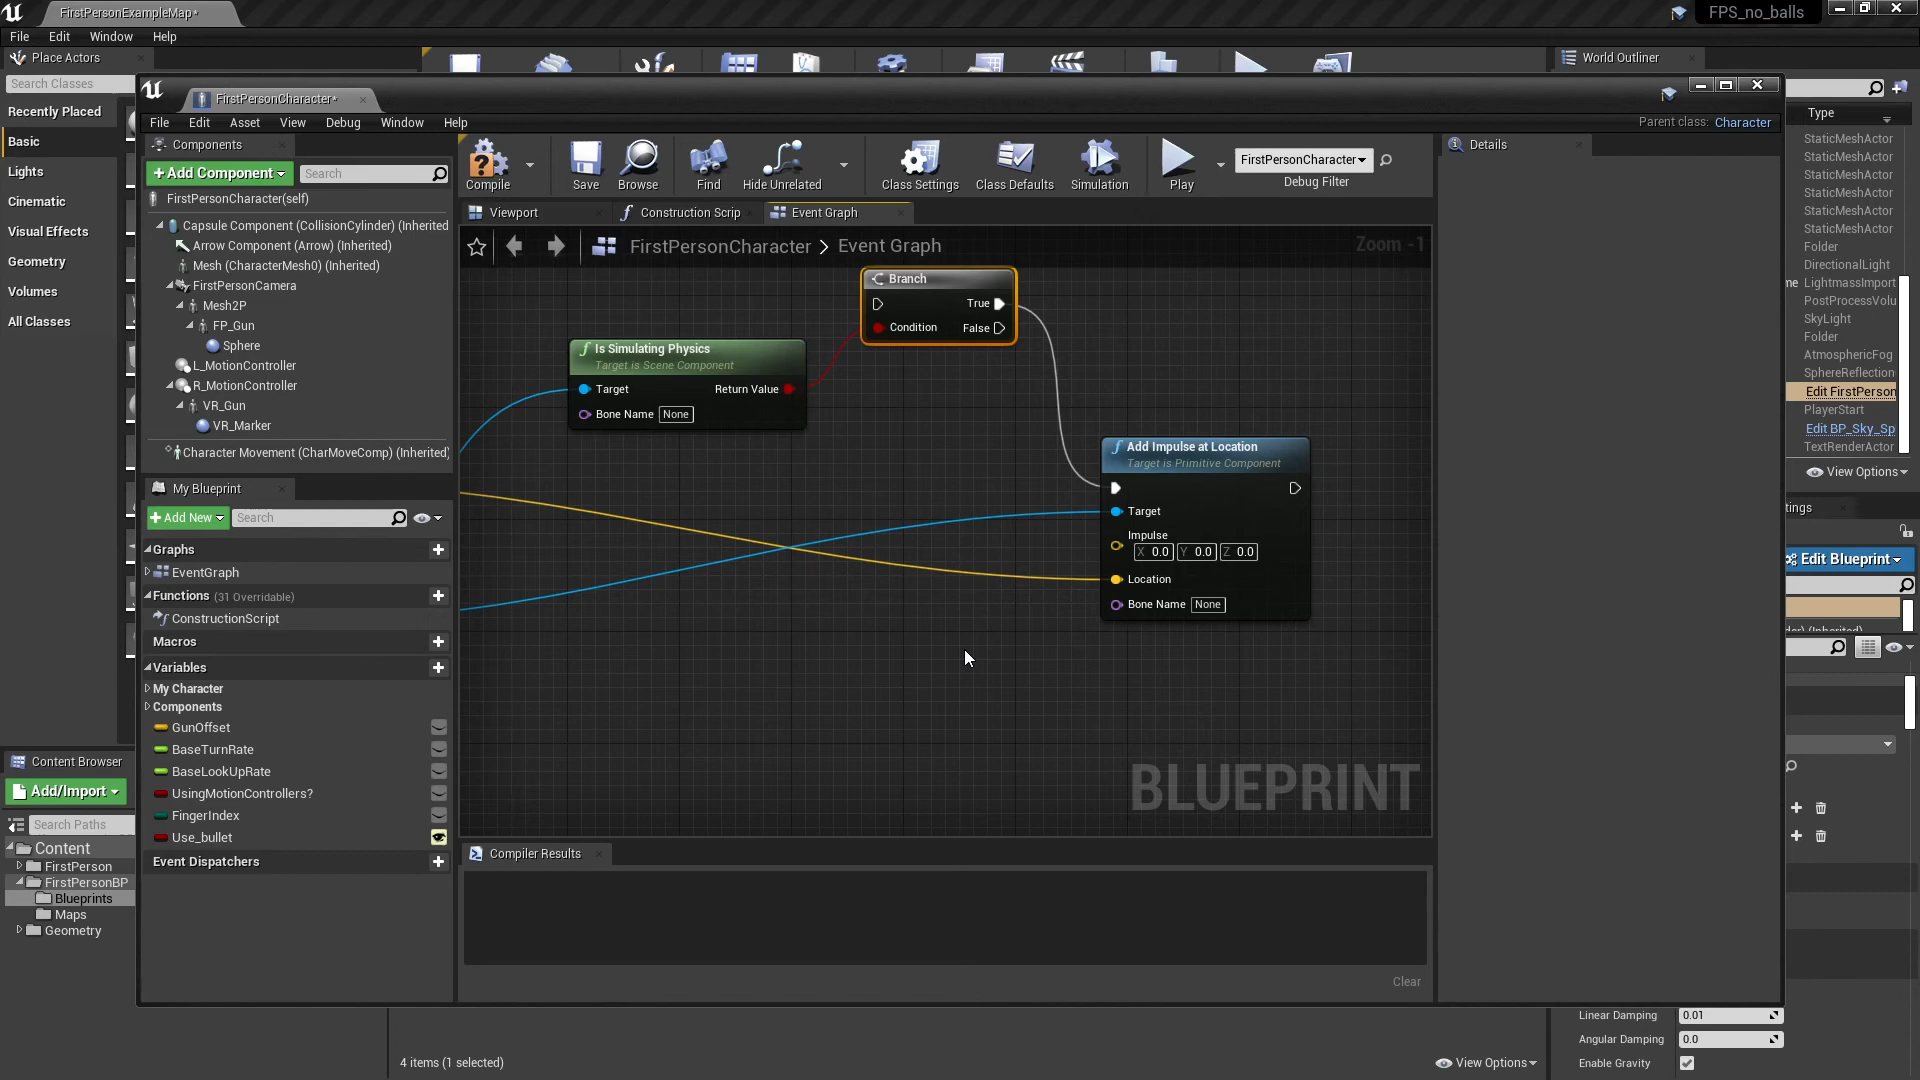 FirstPersonExampleMap*
FPS_no_balls
File Edit Window Help
Place Actors
World Outliner
Search Classes
Recently Placed
Basic
Lights
Cinematic
Visual Effects
Geometry
Volumes
All Classes
FirstPersonCharacter*
File Edit Asset View Debug Window Help
Parent class: Character
Components
+Add Component
Search
FirstPersonCharacter(self)
Capsule Component (CollisionCylinder) (Inherited
Arrow Component (Arrow) (Inherited)
Mesh (CharacterMesh0) (Inherited)
FirstPersonCamera
Mesh2P
FP_Gun
Sphere
L_MotionController
R_MotionController
VR_Gun
VR_Marker
Character Movement (CharMoveComp) (Inherited)
My Blueprint
+Add New
Search
Graphs
EventGraph
Functions (31 Overridable)
ConstructionScript
Macros
Variables
My Character
Components
GunOffset
BaseTurnRate
BaseLookUpRate
UsingMotionControllers?
FingerIndex
Use_bullet
Event Dispatchers
Compile
Save
Browse
Find
Hide Unrelated
Class Settings
Class Defaults
Simulation
Play
FirstPersonCharacter
Debug Filter
Viewport
Construction Scrip
Event Graph
FirstPersonCharacter > Event Graph
Zoom -1
Branch
True
Condition
False
Is Simulating Physics
Target is Scene Component
Target
Return Value
Bone Name None
Add Impulse at Location
Target is Primitive Component
Target
Impulse
X 0.0 Y 0.0 Z 0.0
Location
Bone Name None
BLUEPRINT
Compiler Results
Clear
Details
Type
StaticMeshActor
StaticMeshActor
StaticMeshActor
StaticMeshActor
StaticMeshActor
StaticMeshActor
Folder
DirectionalLight
me LightmassImport
PostProcessVolu
SkyLight
Folder
AtmosphericFog
SphereReflection
Edit FirstPerson
PlayerStart
Edit BP_Sky_Sp
TextRenderActor
View Options
tings
Edit Blueprint
Content Browser
Add/Import
Search Paths
Content
FirstPerson
FirstPersonBP
Blueprints
Maps
Geometry
4 items (1 selected)
View Options
Linear Damping 0.01
Angular Damping 0.0
Enable Gravity